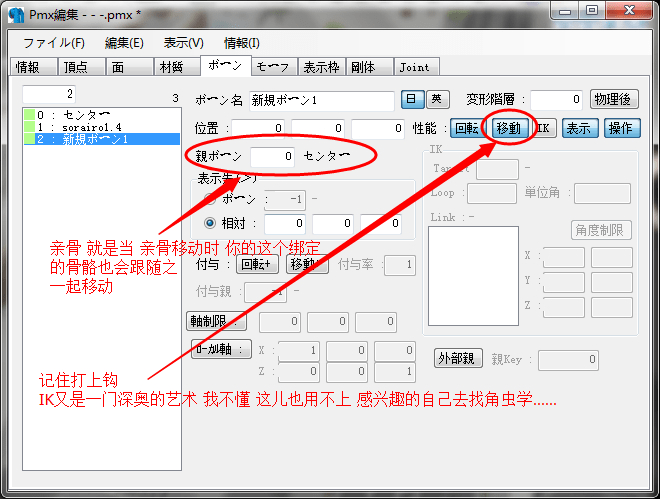 Pmx編集 - - -.pmx *
ファイル(F) 編集(E) 表示(V) 情報(I)
情報 頂点 面 材質 ボーン モーフ 表示枠 剛体 Joint
2 3
0 : センター
1 : sorairo1.4
2 : 新規ボーン1
ボーン名 新規ボーン1 日 英 変形階層 : 0 物理後
位置 : 0 0 0 性能 : 回転 移動 IK 表示 操作
親ボーン 0 センター
表示先(->)
ボーン : -1 -
相対 : 0 0 0
IK
Target -
Loop : 単位角 :
Link : -
角度制限
X :
Y :
Z :
亲骨 就是当 亲骨移动时 你的这个绑定
的骨骼也会跟随之
一起移动
付与 : 回転+ 移動+ 付与率 : 1
付与親 : -1 -
軸制限 : 0 0 0
ローカル軸 : X : 1 0 0
Z : 0 0 1
外部親 親Key : 0
记住打上钩
IK又是一门深奥的艺术 我不懂 这儿也用不上 感兴趣的自己去找角虫学......